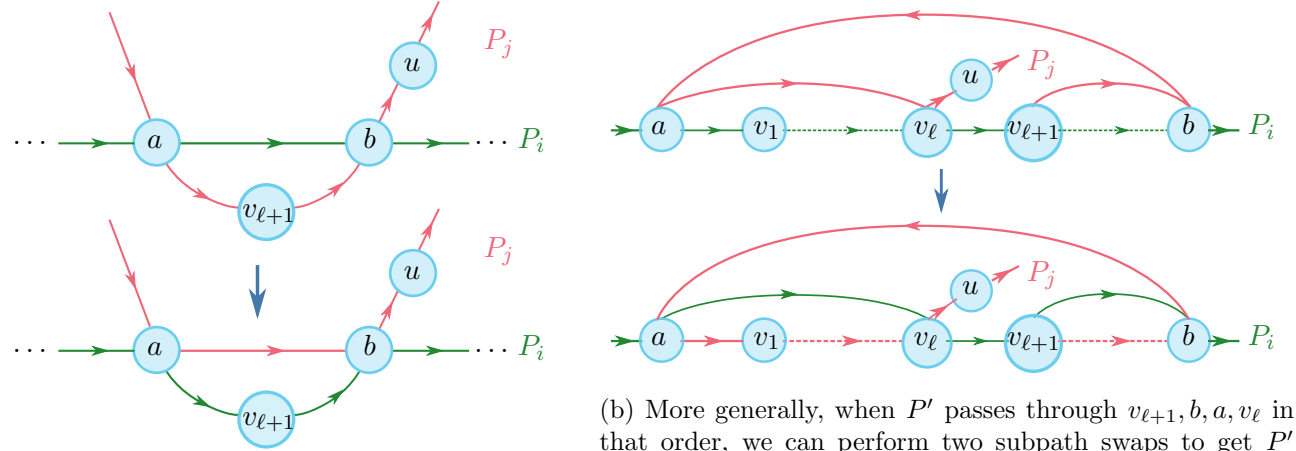 P_j
u
··· a b ··· P_i
v_{ℓ+1}
P_j
u
··· a b ··· P_i
v_{ℓ+1}
u P_j
a v_1 v_ℓ v_{ℓ+1} b P_i
u P_j
a v_1 v_ℓ v_{ℓ+1} b P_i
(b) More generally, when P′ passes through v_{ℓ+1}, b, a, v_ℓ in
that order, we can perform two subpath swaps to get P′